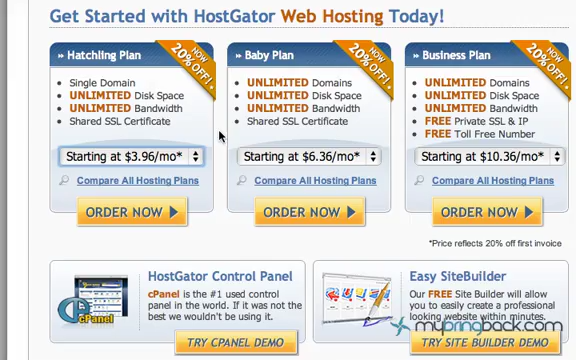 Get Started with HostGator Web Hosting Today!
» Hatchling Plan
NOW 20% OFF!
• Single Domain
• UNLIMITED Disk Space
• UNLIMITED Bandwidth
• Shared SSL Certificate
Starting at $3.96/mo*
Compare All Hosting Plans
ORDER NOW
» Baby Plan
NOW 20% OFF!
• UNLIMITED Domains
• UNLIMITED Disk Space
• UNLIMITED Bandwidth
• Shared SSL Certificate
Starting at $6.36/mo*
Compare All Hosting Plans
ORDER NOW
» Business Plan
NOW 20% OFF!
• UNLIMITED Domains
• UNLIMITED Disk Space
• UNLIMITED Bandwidth
• FREE Private SSL & IP
• FREE Toll Free Number
Starting at $10.36/mo*
Compare All Hosting Plans
ORDER NOW
*Price reflects 20% off first invoice
HostGator Control Panel
cPanel is the #1 used control
panel in the world. If it was not the
best we wouldn't be using it.
cPanel
TRY CPANEL DEMO
Easy SiteBuilder
Our FREE Site Builder will allow
you to easily create a professional
looking website within minutes.
mypringback.com
TRY SITE BUILDER DEMO